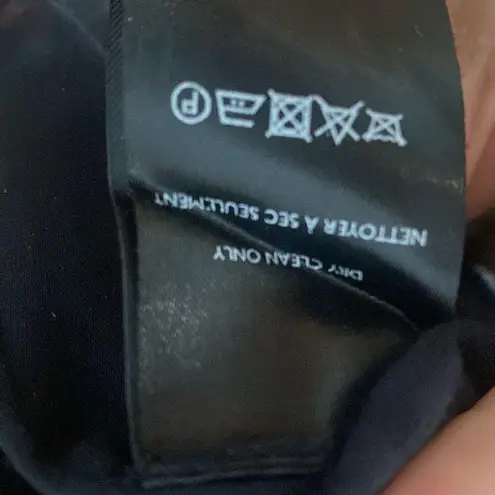 DRY CLEAN ONLY
NETTOYER À SEC SEULEMENT
P